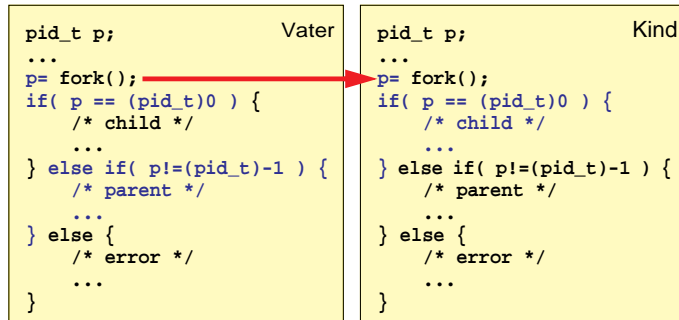 Vater
pid_t p;
...
p= fork();
if( p == (pid_t)0 ) {
/* child */
...
} else if( p!=(pid_t)-1 ) {
/* parent */
...
} else {
/* error */
...
}
Kind
pid_t p;
...
p= fork();
if( p == (pid_t)0 ) {
/* child */
...
} else if( p!=(pid_t)-1 ) {
/* parent */
...
} else {
/* error */
...
}